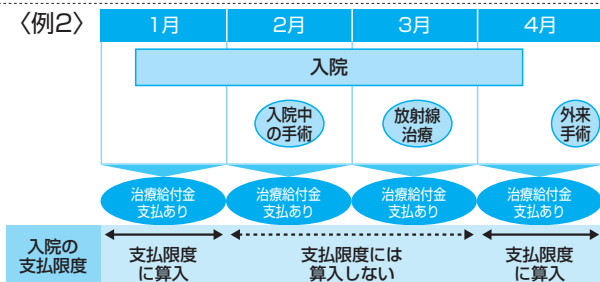 〈例2〉
1月
2月
3月
4月
入院
入院中
の手術
放射線
治療
外来
手術
治療給付金
支払あり
治療給付金
支払あり
治療給付金
支払あり
治療給付金
支払あり
入院の
支払限度
支払限度
に算入
支払限度には
算入しない
支払限度
に算入